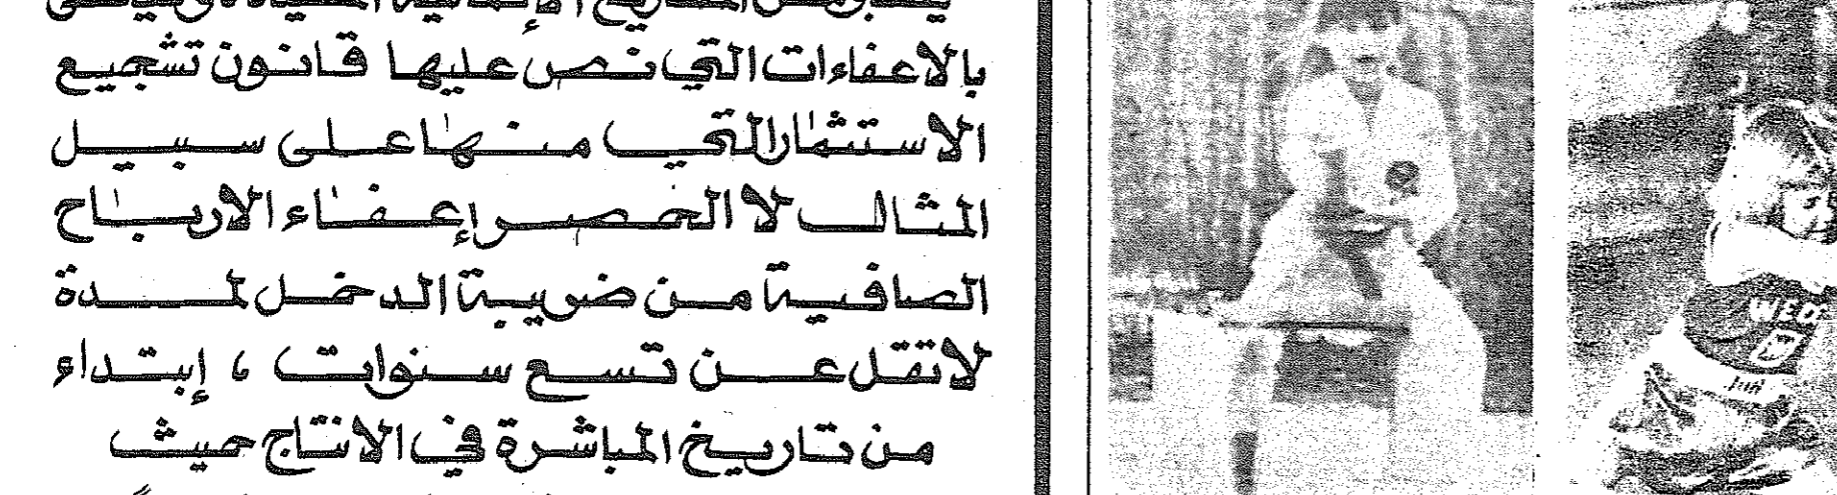 بالاعفاءات التي نص عليها قانون تشجيع
الاستثمار التي منها على سبيل
المثال لا الحصر إعفاء الارباح
الصافية من ضريبة الدخل لمدة
لا تقل عن تسع سنوات ، إبتداء
من تاريخ المباشرة في الانتاج حيث
WED